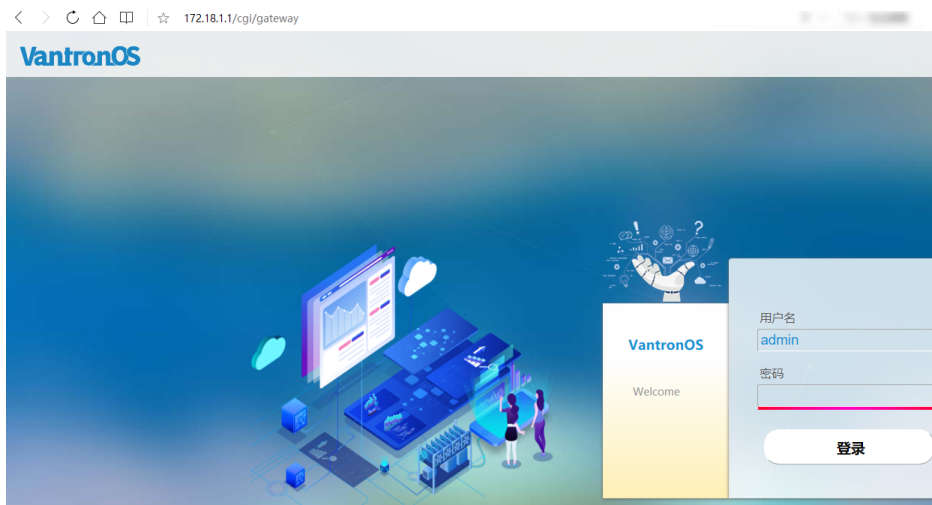 172.18.1.1/cgi/gateway
VantronOS
VantronOS
Welcome
用户名
admin
密码
登录